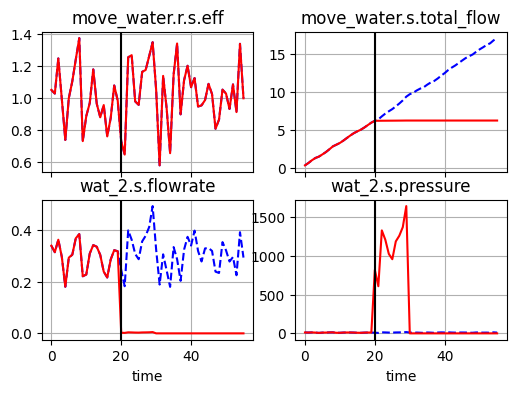 move_water.r.s.eff
1.4
1.2
1.0
0.8
0.6
move_water.s.total_flow
15
10
5
0
wat_2.s.flowrate
0.4
0.2
0.0
0 20 40
time
wat_2.s.pressure
1500
1000
500
0
0 20 40
time